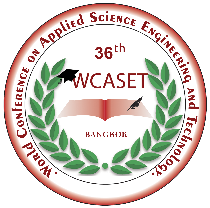 World Conference on Applied Science Engineering and Technology
36th
WCASET
BANGKOK